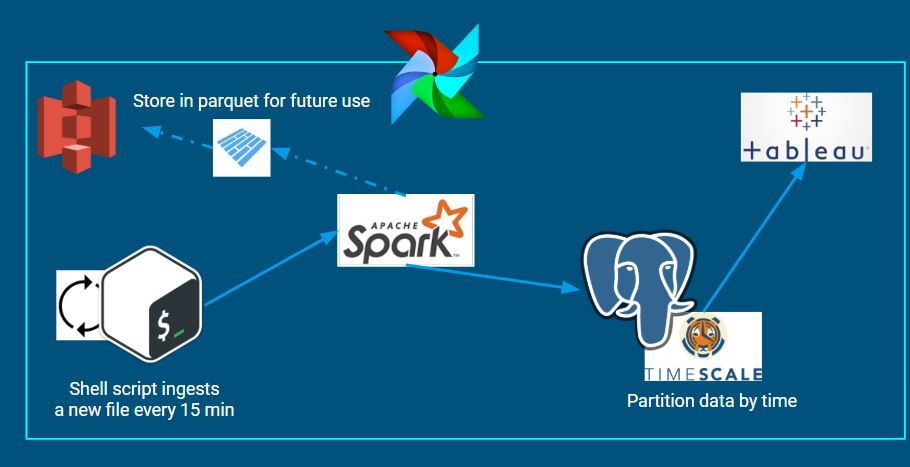 Store in parquet for future use
+ableau
APACHE
Spark™
$_
TIMESCALE
Shell script ingests
a new file every 15 min
Partition data by time